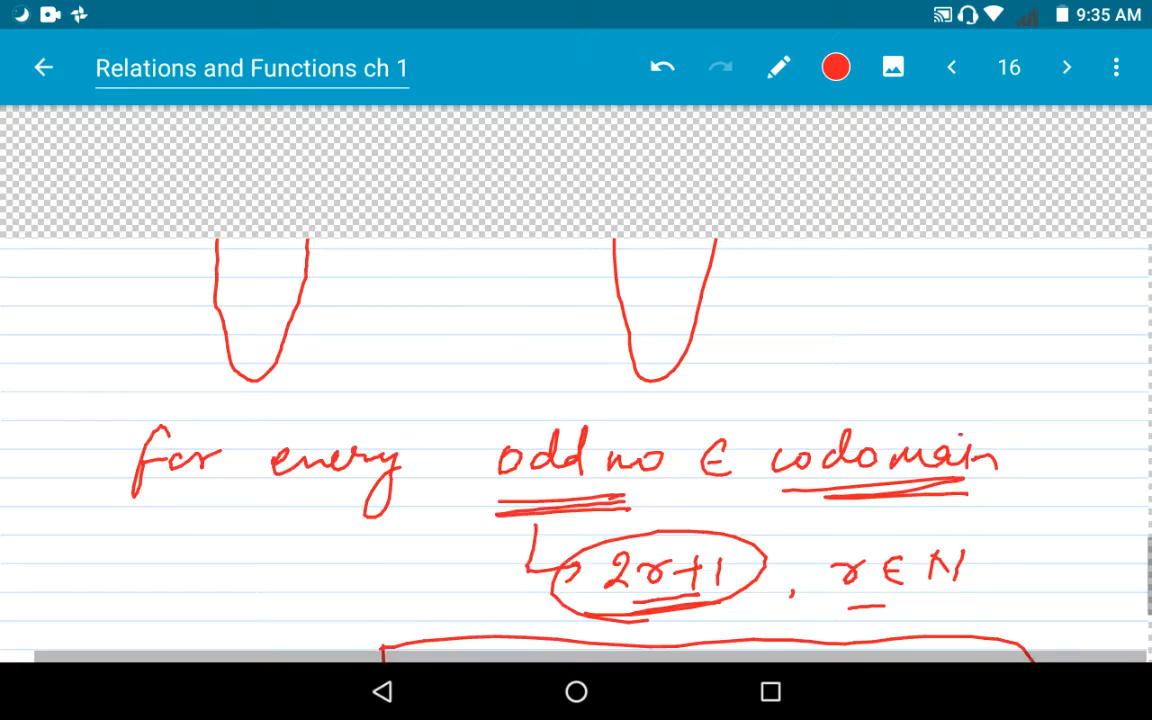 9:35 AM
Relations and Functions ch 1
16
for every odd no ∈ codomain
2r+1, r ∈ N